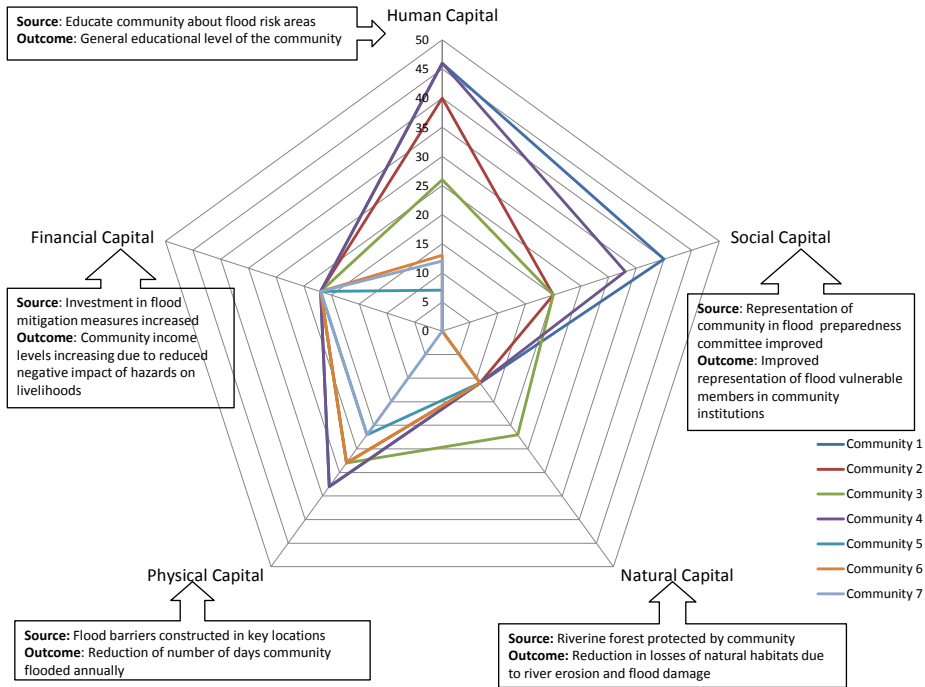 Source: Educate community about flood risk areas
Outcome: General educational level of the community
Human Capital
50
45
40
35
30
25
20
15
10
5
0
Financial Capital
Source: Investment in flood
mitigation measures increased
Outcome: Community income
levels increasing due to reduced
negative impact of hazards on
livelihoods
Social Capital
Source: Representation of
community in flood preparedness
committee improved
Outcome: Improved
representation of flood vulnerable
members in community
institutions
Community 1
Community 2
Community 3
Community 4
Community 5
Community 6
Community 7
Physical Capital
Source: Flood barriers constructed in key locations
Outcome: Reduction of number of days community
flooded annually
Natural Capital
Source: Riverine forest protected by community
Outcome: Reduction in losses of natural habitats due
to river erosion and flood damage